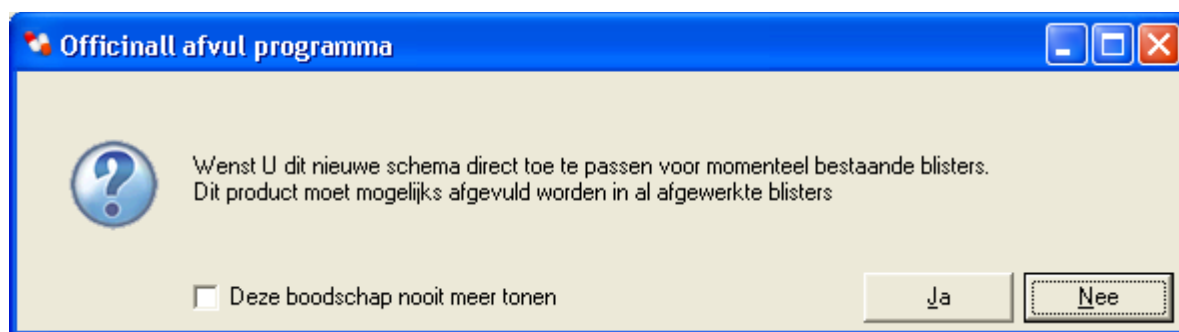 Officinall afvul programma
Wenst U dit nieuwe schema direct toe te passen voor momenteel bestaande blisters.
Dit product moet mogelijks afgevuld worden in al afgewerkte blisters
Deze boodschap nooit meer tonen
Ja
Nee